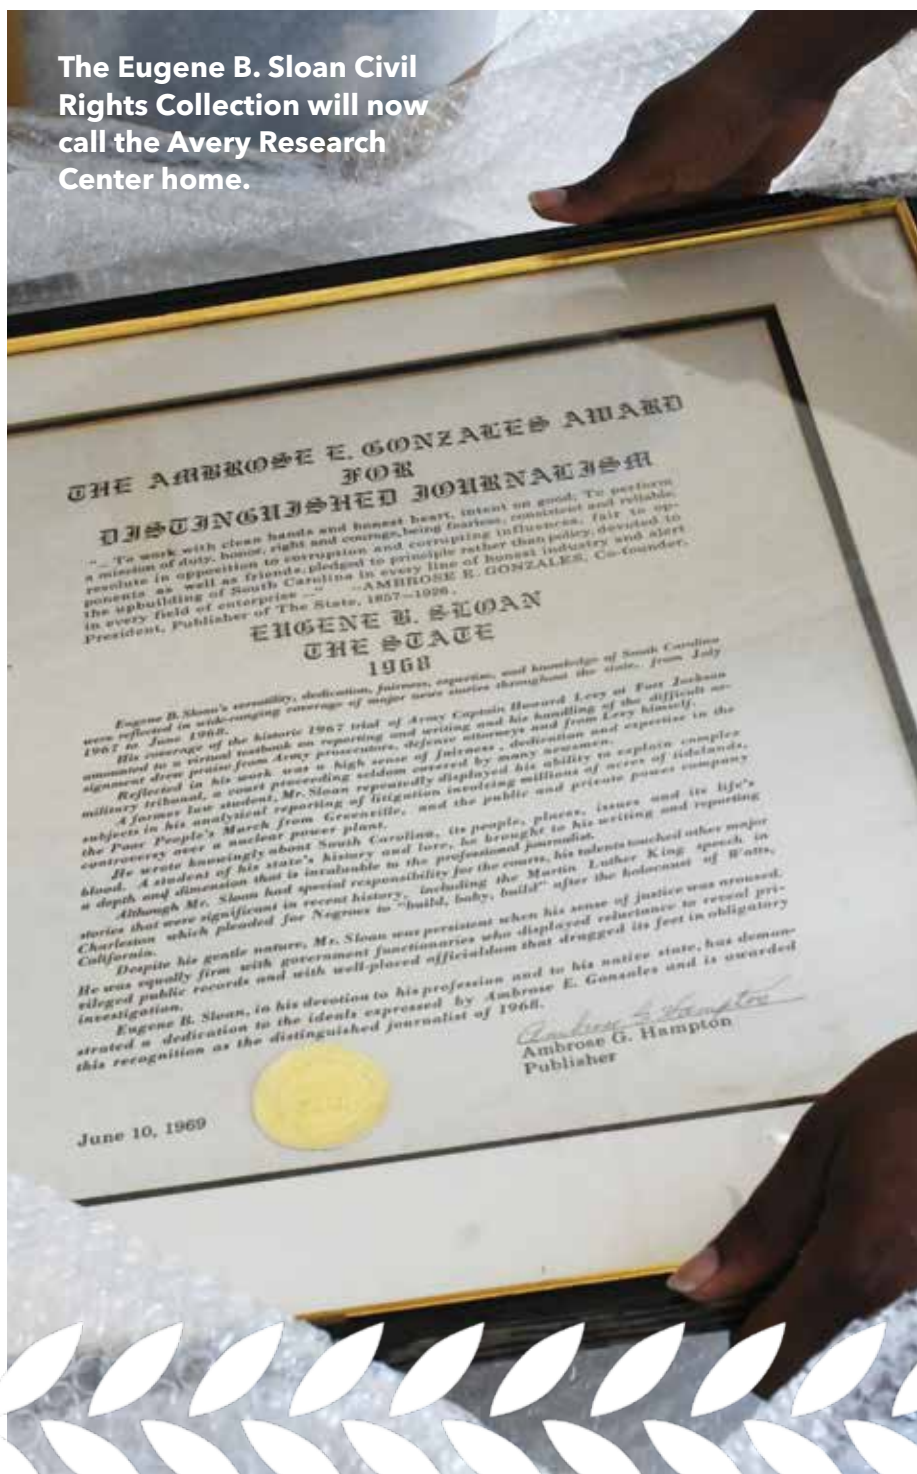 The Eugene B. Sloan Civil
Rights Collection will now
call the Avery Research
Center home.
THE AMBROSE E. GONZALES AWARD
FOR
DISTINGUISHED JOURNALISM
"_ To work with clean hands and honest heart, intent on good; To perform
a mission of duty, honor, right and courage, being fearless, consistent and reliable,
resolute in opposition to corruption and corrupting influences, fair to op-
ponents as well as friends, pledged to principle rather than policy, devoted to
the upbuilding of South Carolina in every line of honest industry and alert
in every field of enterprise —" —AMBROSE E. GONZALES, Co-founder,
President, Publisher of The State, 1857–1926.
EUGENE B. SLOAN
THE STATE
1968
Eugene B. Sloan's versatility, dedication, fairness, expertise, and knowledge of South Carolina
were reflected in wide-ranging coverage of major news stories throughout the state, from July
1967 to June 1968.
His coverage of the historic 1967 trial of Army Captain Howard Levy at Fort Jackson
amounted to a virtual textbook on reporting and writing and his handling of the difficult as-
signment drew praise from Army prosecutors, defense attorneys and from Levy himself.
Reflected in his work was a high sense of fairness, dedication and expertise in the
military tribunal, a court proceeding seldom covered by many newsmen.
A former law student, Mr. Sloan repeatedly displayed his ability to explain complex
subjects in his analytical reporting of litigation involving millions of acres of tidelands,
the Poor People's March from Greenville, and the public and private power company
controversy over a nuclear power plant.
He wrote knowingly about South Carolina, its people, places, issues and its life's
blood. A student of his state's history and lore, he brought to his writing and reporting
a depth and dimension that is invaluable to the professional journalist.
Although Mr. Sloan had special responsibility for the courts, his talents touched other major
stories that were significant in recent history, including the Martin Luther King speech in
Charleston which pleaded for Negroes to "build, baby, build" after the holocaust of Watts,
California.
Despite his gentle nature, Mr. Sloan was persistent when his sense of justice was aroused.
He was equally firm with government functionaries who displayed reluctance to reveal pri-
vileged public records and with well-placed officialdom that dragged its feet in obligatory
investigation.
Eugene B. Sloan, in his devotion to his profession and to his native state, has demon-
strated a dedication to the ideals expressed by Ambrose E. Gonzales and is awarded
this recognition as the distinguished journalist of 1968.
Ambrose G. Hampton
Ambrose G. Hampton
Publisher
June 10, 1969